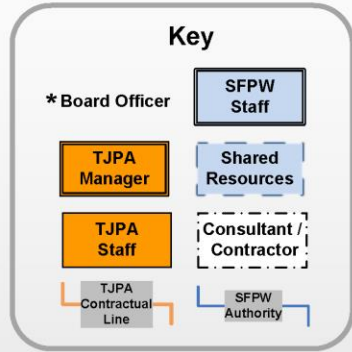 Key
* Board Officer
SFPW
Staff
TJPA
Manager
Shared
Resources
TJPA
Staff
Consultant /
Contractor
TJPA
Contractual
Line
SFPW
Authority